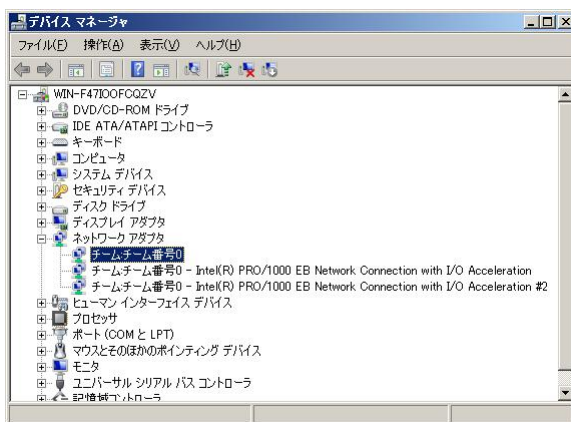 デバイス マネージャ
ファイル(F) 操作(A) 表示(V) ヘルプ(H)
WIN-F47IOOFCQZV
DVD/CD-ROM ドライブ
IDE ATA/ATAPI コントローラ
キーボード
コンピュータ
システム デバイス
セキュリティ デバイス
ディスク ドライブ
ディスプレイ アダプタ
ネットワーク アダプタ
チーム:チーム番号0
チーム:チーム番号0 - Intel(R) PRO/1000 EB Network Connection with I/O Acceleration
チーム:チーム番号0 - Intel(R) PRO/1000 EB Network Connection with I/O Acceleration #2
ヒューマン インターフェイス デバイス
プロセッサ
ポート (COM と LPT)
マウスとそのほかのポインティング デバイス
モニタ
ユニバーサル シリアル バス コントローラ
記憶域コントローラ